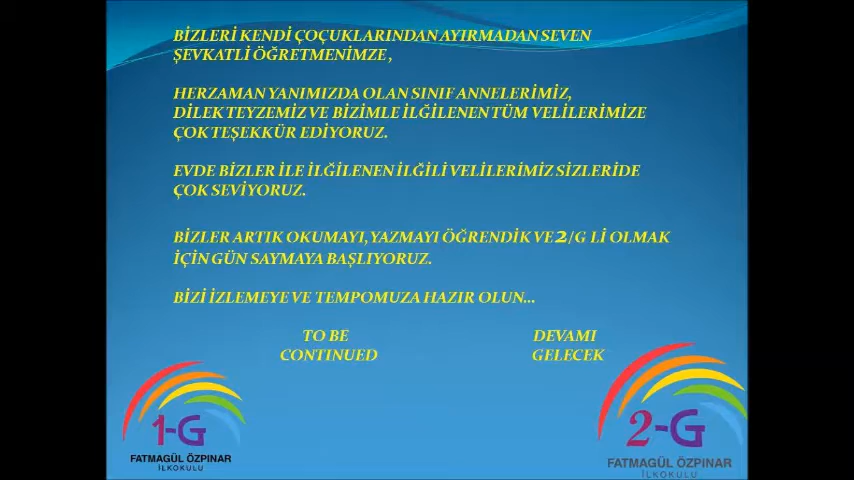 BİZLERİ KENDİ ÇOÇUKLARINDAN AYIRMADAN SEVEN
ŞEVKATLİ ÖĞRETMENİMZE ,
HERZAMAN YANIMIZDA OLAN SINIF ANNELERİMİZ,
DİLEK TEYZEMİZ VE BİZİMLE İLĞİLENEN TÜM VELİLERİMİZE
ÇOK TEŞEKKÜR EDİYORUZ.
EVDE BİZLER İLE İLĞİLENEN İLGİLİ VELİLERİMİZ SİZLERİDE
ÇOK SEVİYORUZ.
BİZLER ARTIK OKUMAYI, YAZMAYI ÖĞRENDİK VE 2/G Lİ OLMAK
İÇİN GÜN SAYMAYA BAŞLIYORUZ.
BİZİ İZLEMEYE VE TEMPOMUZA HAZIR OLUN...
TO BE
CONTINUED
DEVAMI
GELECEK
1-G
FATMAGÜL ÖZPINAR
İLKOKULU
2-G
FATMAGÜL ÖZPINAR
İLKOKULU